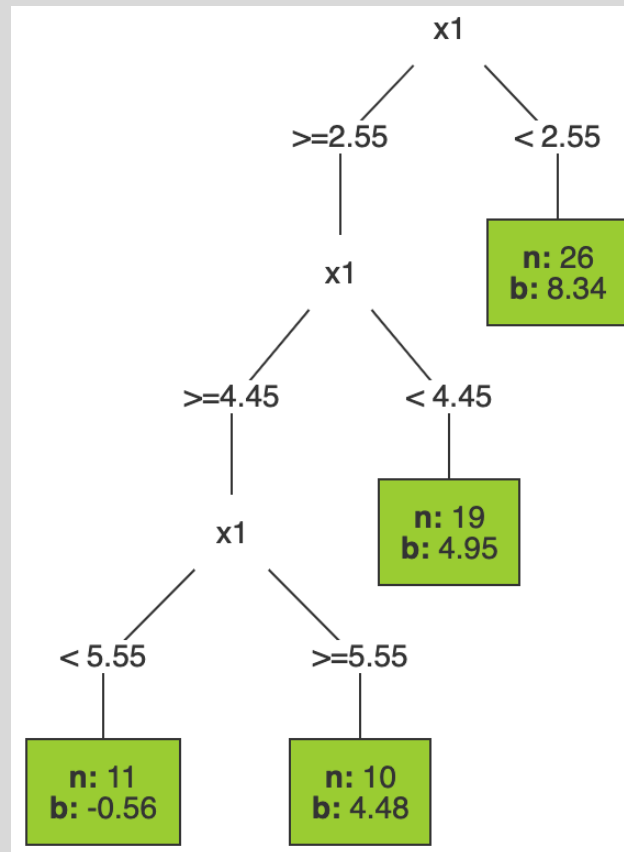 x1
>=2.55
< 2.55
n: 26
b: 8.34
x1
>=4.45
< 4.45
n: 19
b: 4.95
x1
< 5.55
>=5.55
n: 11
b: -0.56
n: 10
b: 4.48